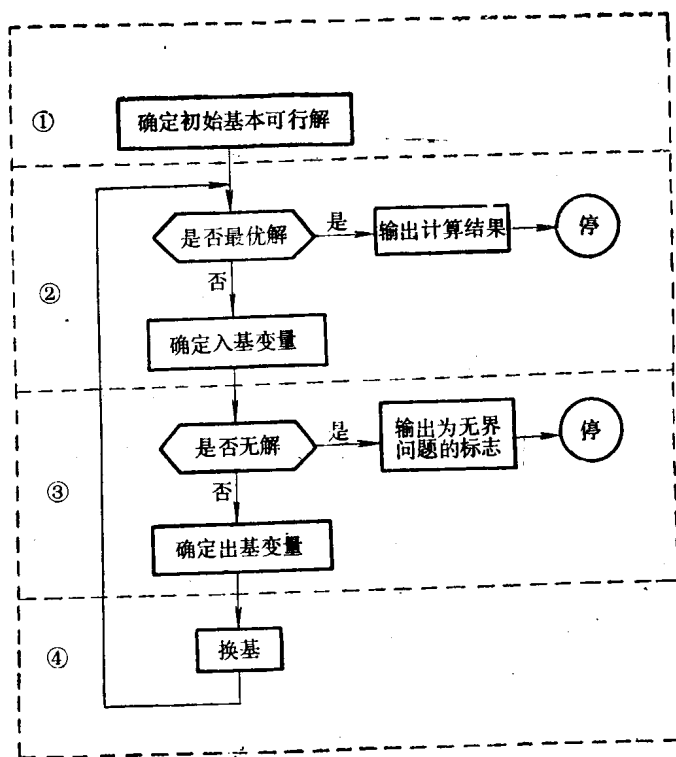 ①
确定初始基本可行解
②
是否最优解
是
输出计算结果
停
否
确定入基变量
③
是否无解
是
输出为无界
问题的标志
停
否
确定出基变量
④
换基